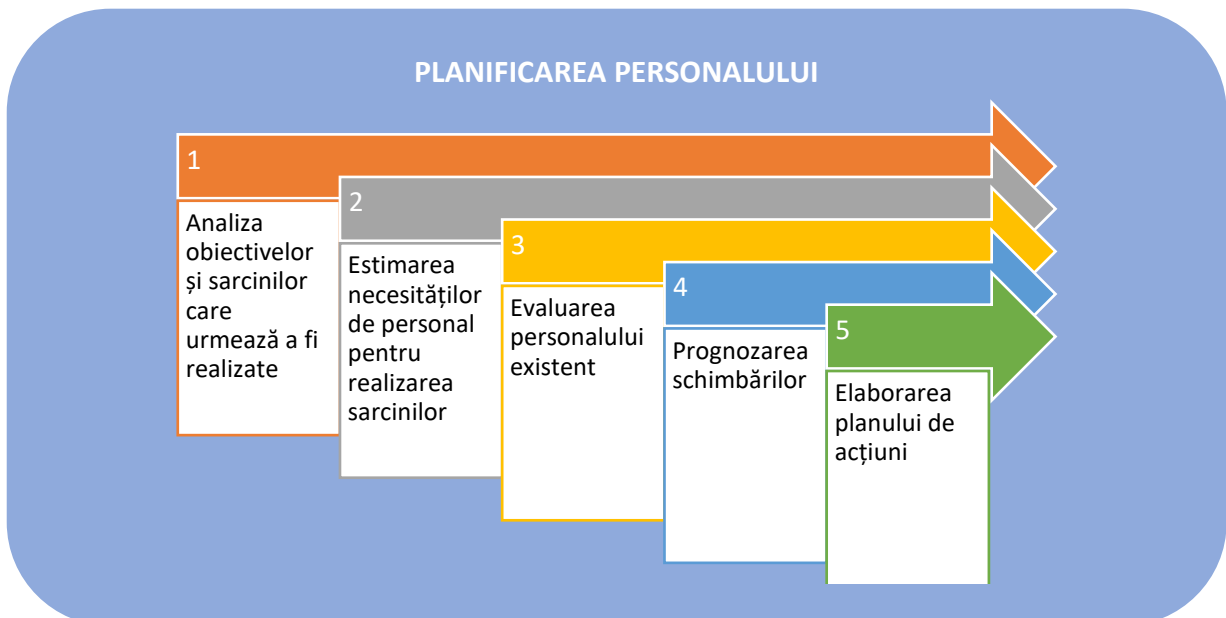 PLANIFICAREA PERSONALULUI
1
Analiza
obiectivelor
și sarcinilor
care
urmează a fi
realizate
2
Estimarea
necesităților
de personal
pentru
realizarea
sarcinilor
3
Evaluarea
personalului
existent
4
Prognozarea
schimbărilor
5
Elaborarea
planului de
acțiuni